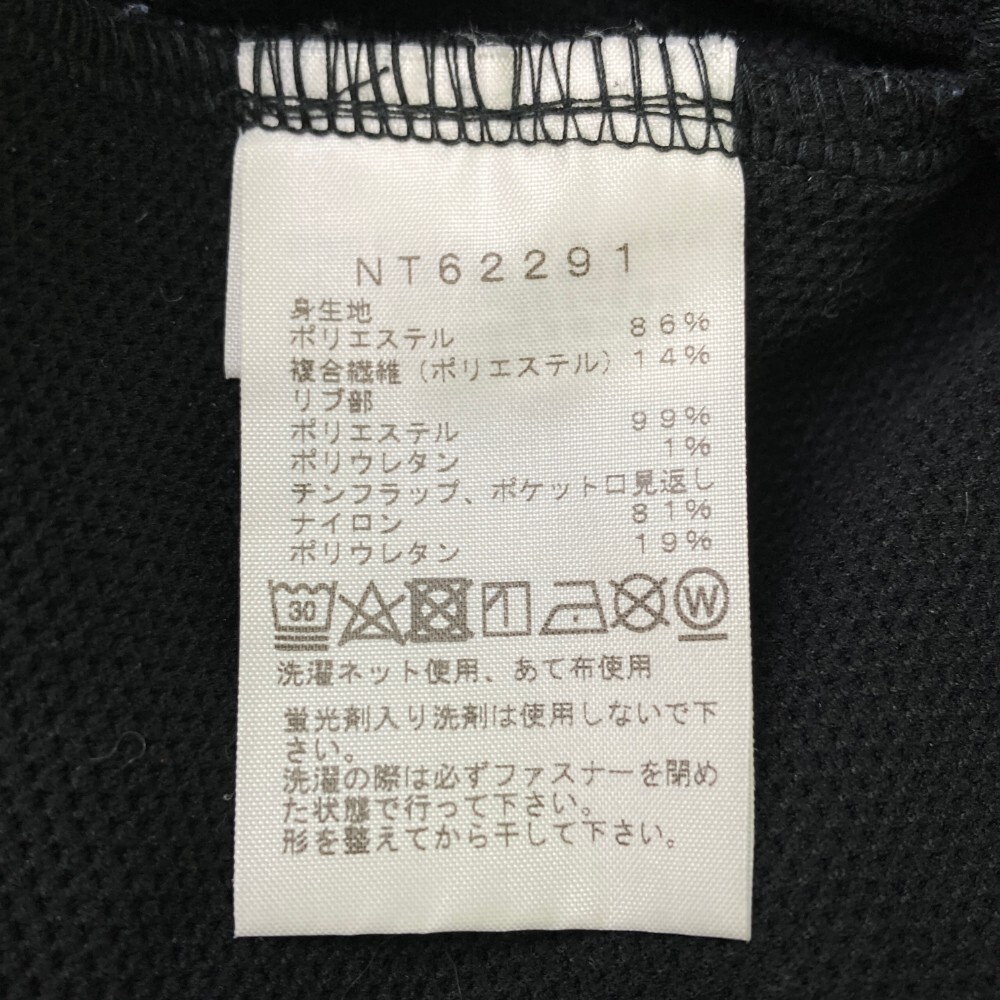 NT62291
身生地
ポリエステル 86%
複合繊維（ポリエステル）14%
リブ部
ポリエステル 99%
ポリウレタン 1%
チンフラップ、ポケット口見返し
ナイロン 81%
ポリウレタン 19%
30 W
洗濯ネット使用、あて布使用
蛍光剤入り洗剤は使用しないで下
さい。
洗濯の際は必ずファスナーを閉め
た状態で行って下さい。
形を整えてから干して下さい。